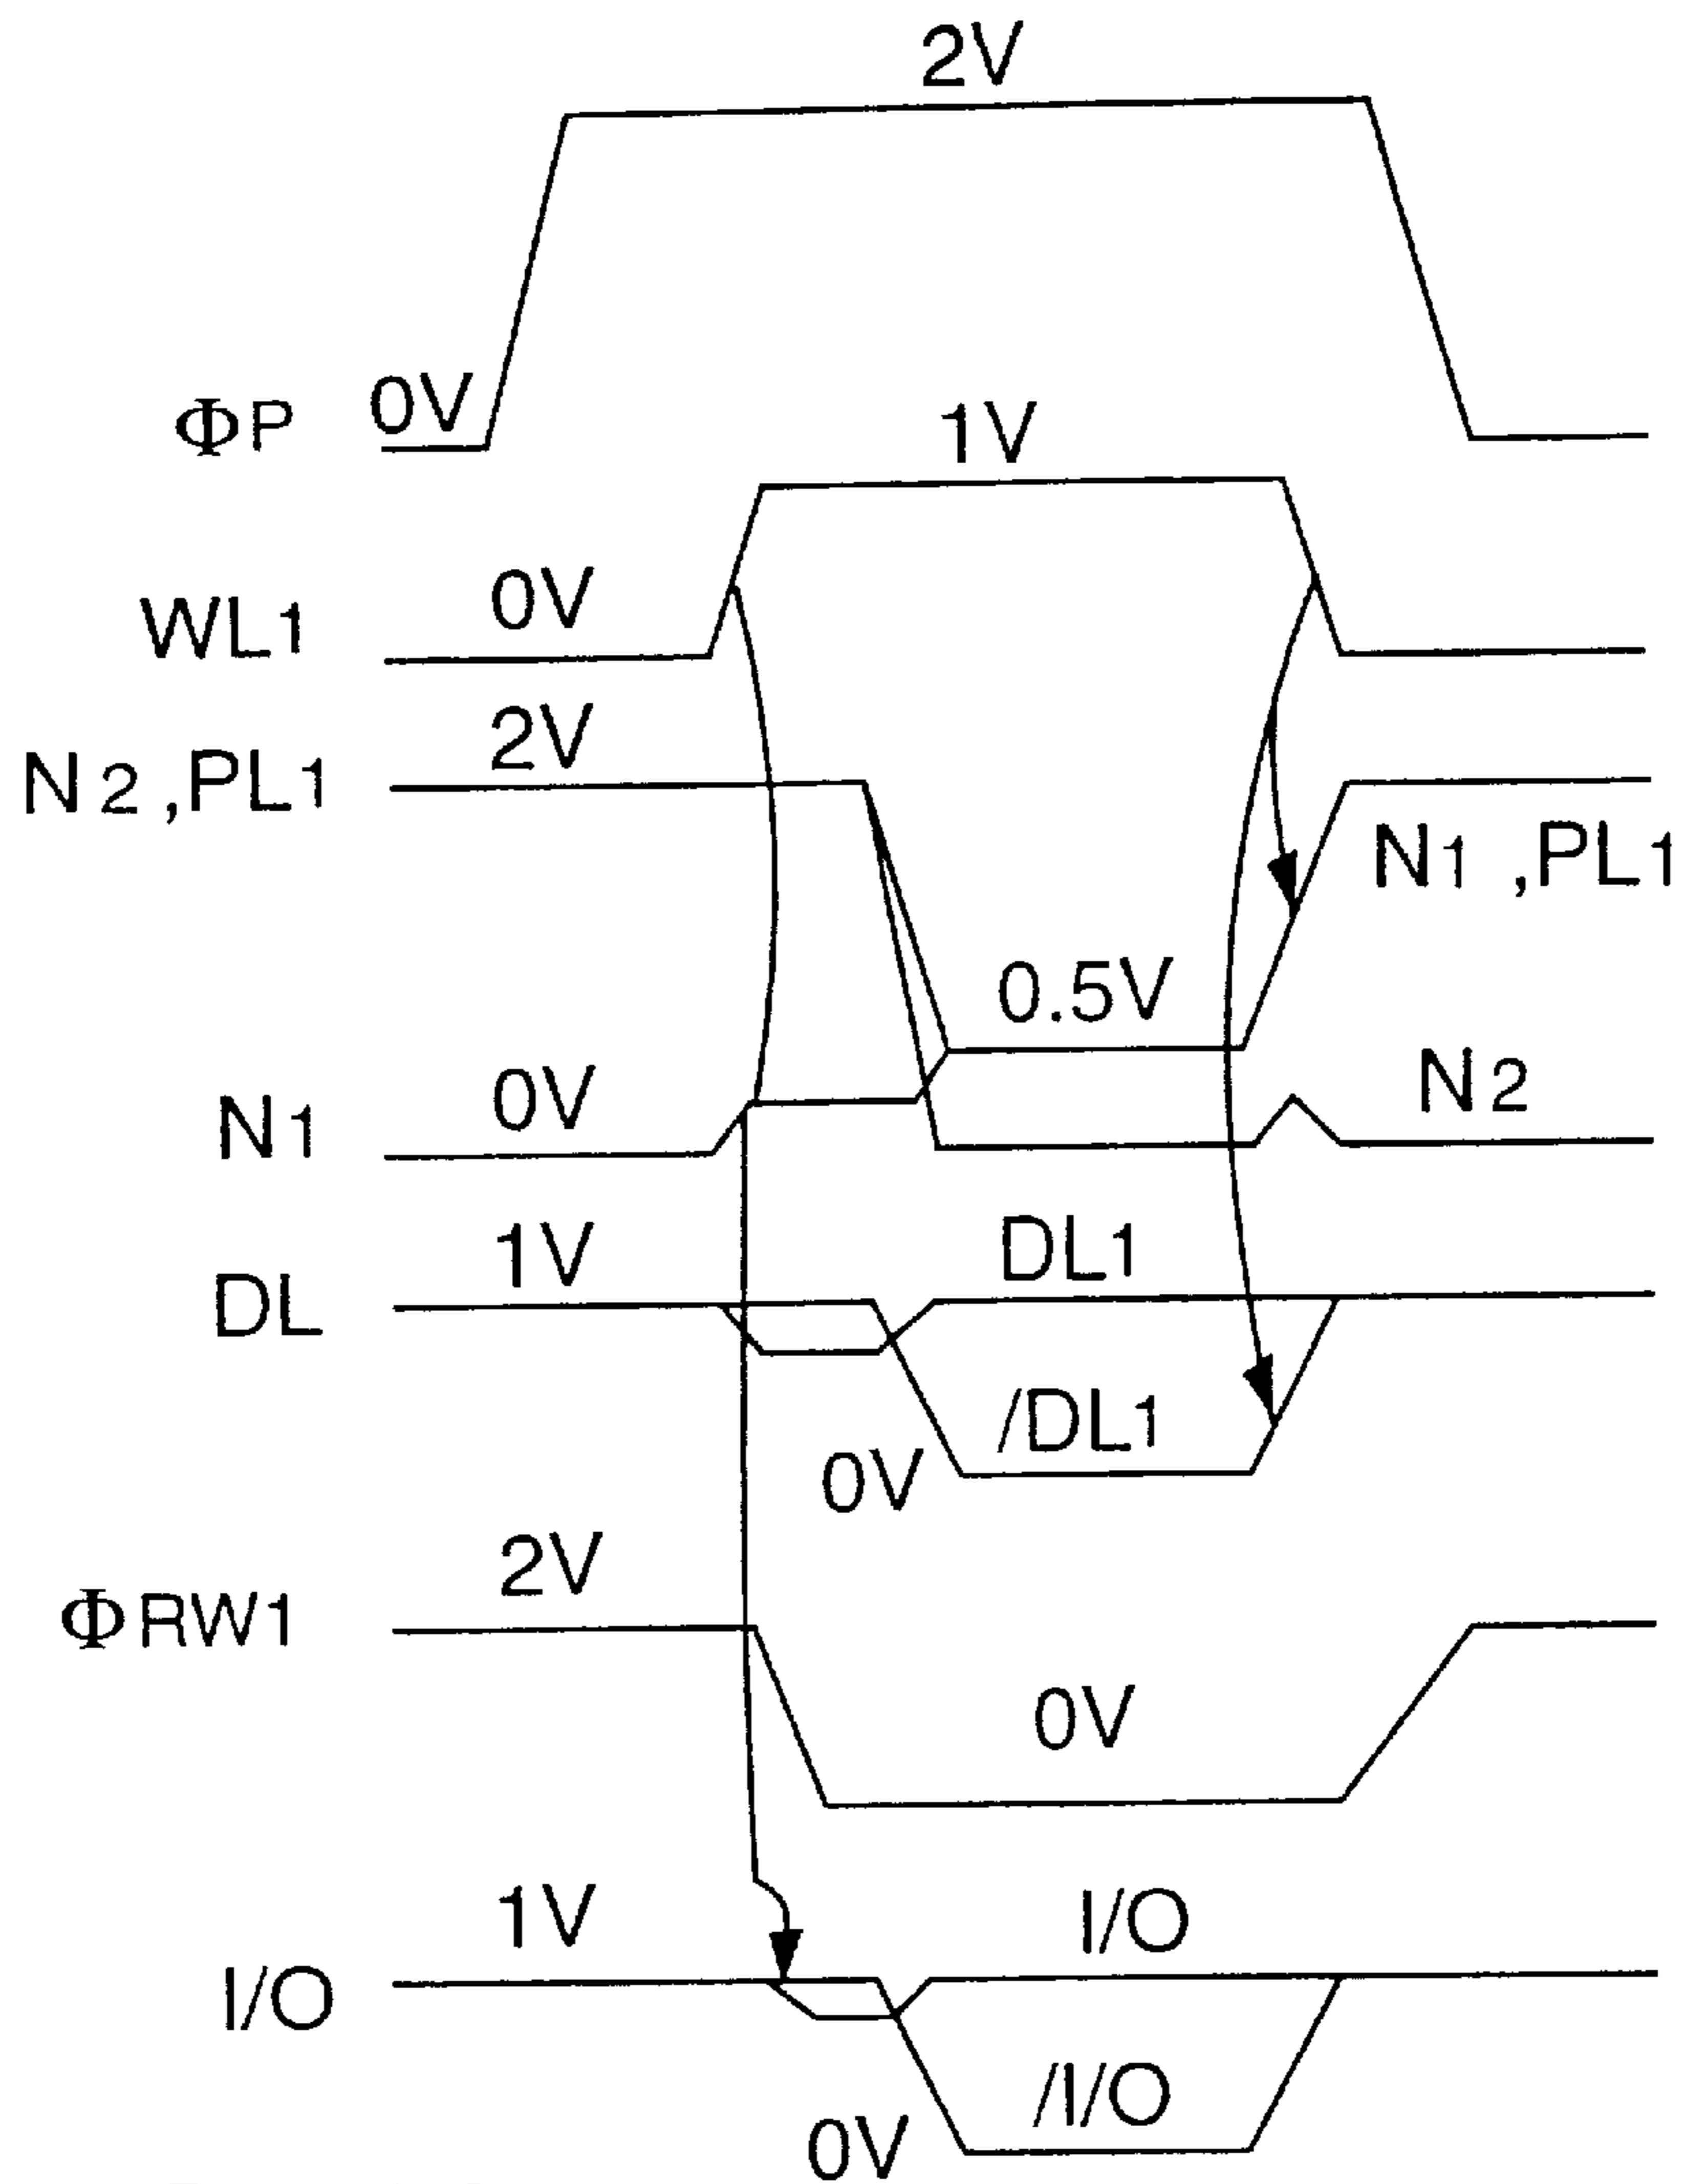 2V
ΦP 0V
1V
WL1 0V
N2,PL1 2V
N1,PL1
0.5V
N1 0V
N2
DL 1V
DL1
/DL1
0V
ΦRW1 2V
0V
I/O 1V
I/O
/I/O
0V